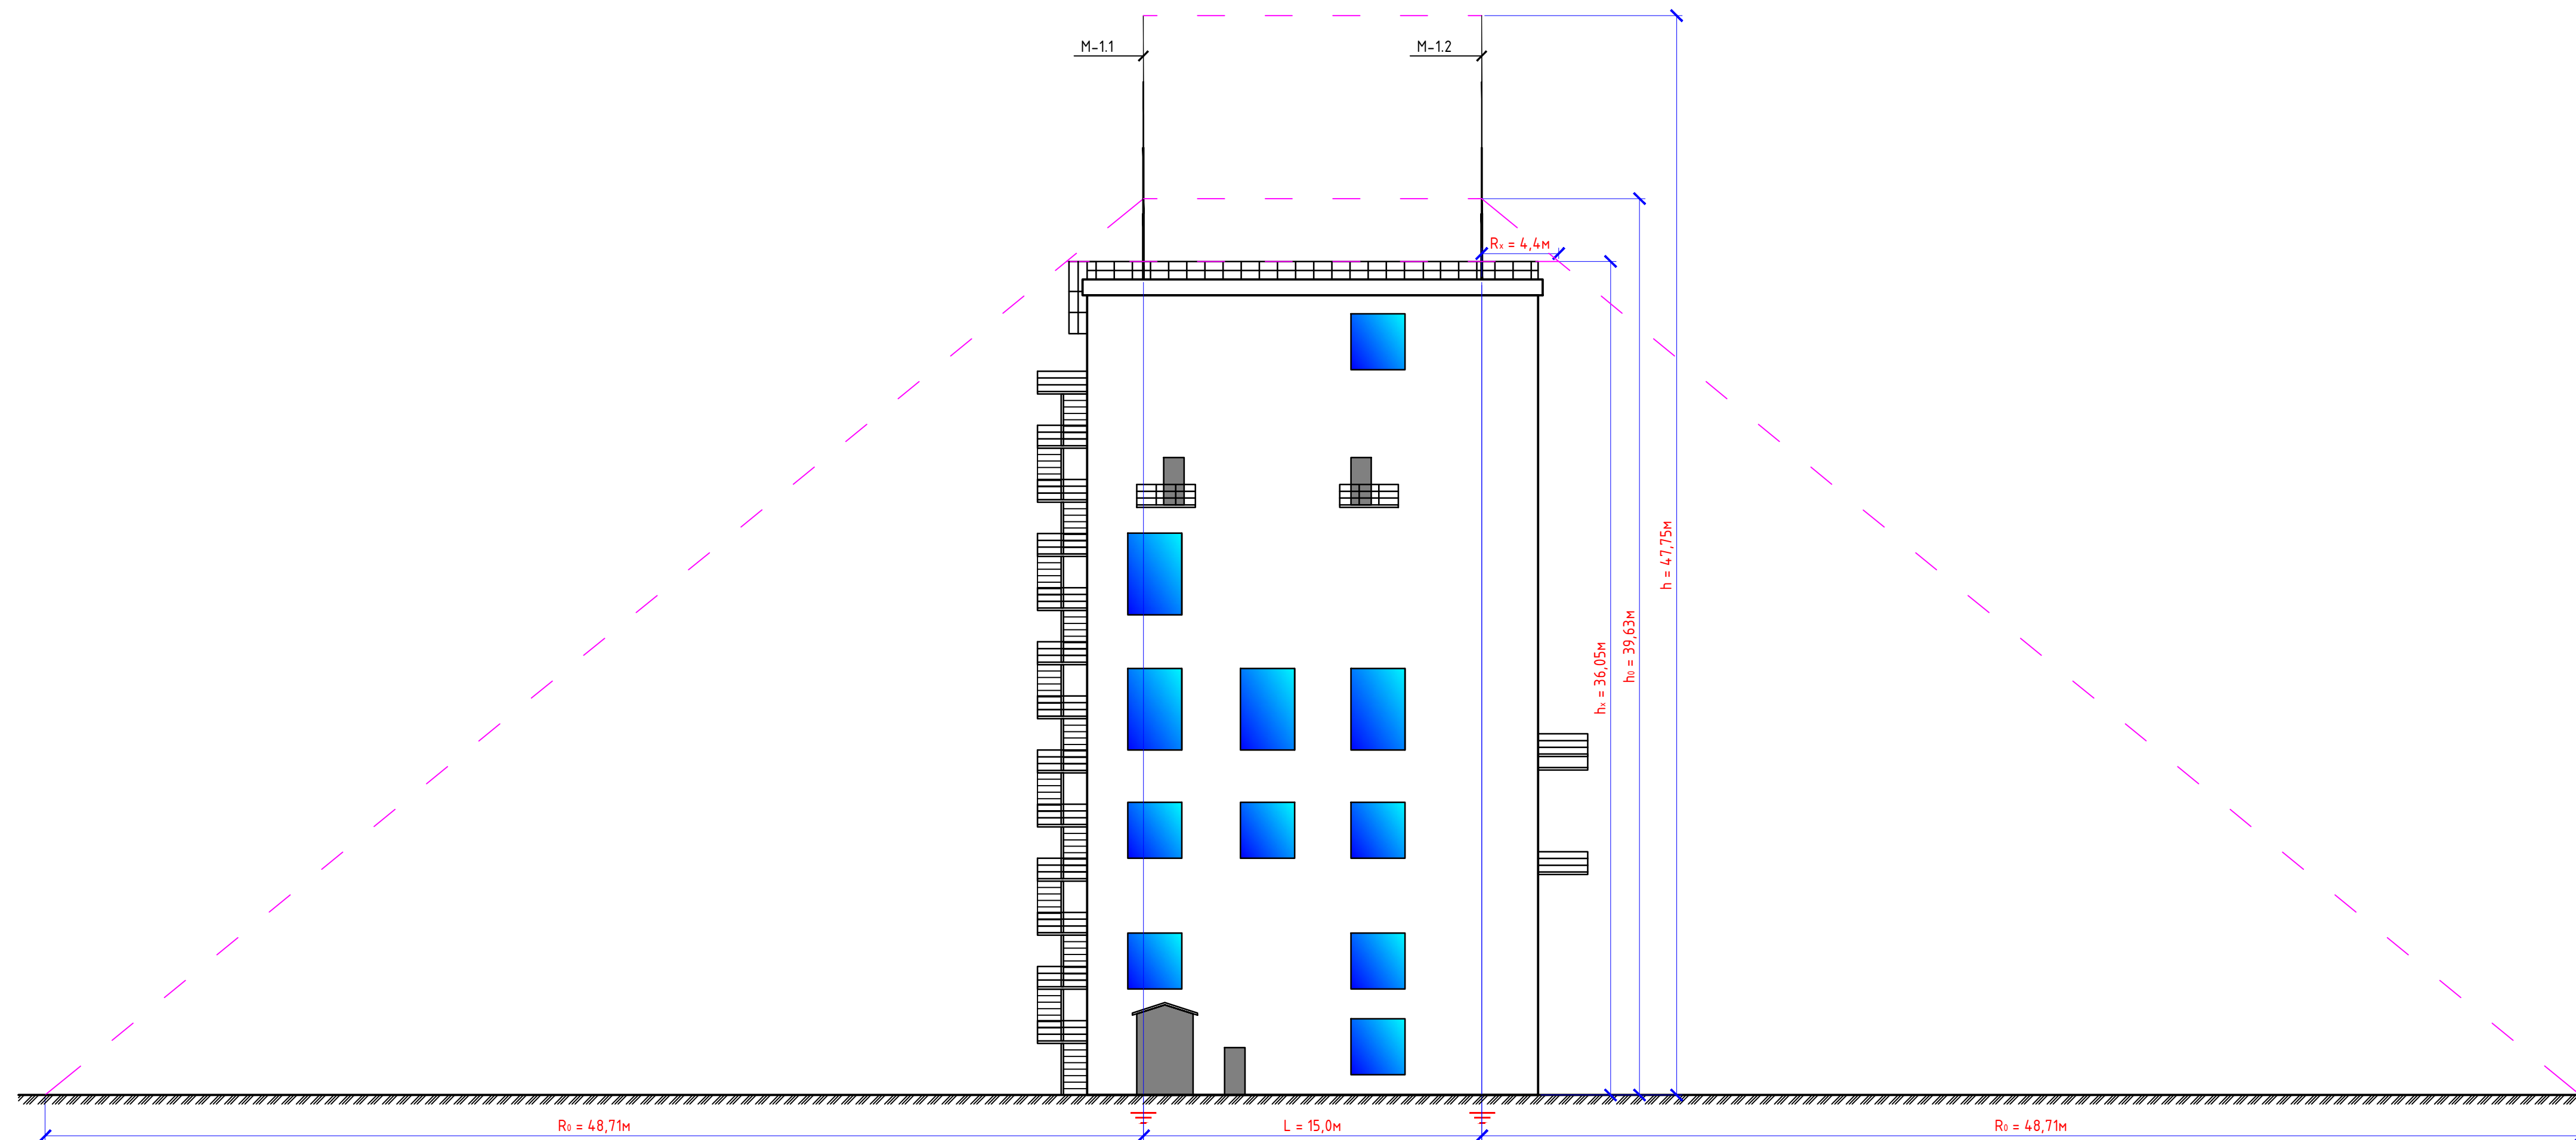 М-1.1
М-1.2
Rₓ = 4,4м
h = 47,75м
h₀ = 39,63м
hₓ = 36,05м
R₀ = 48,71м
L = 15,0м
R₀ = 48,71м